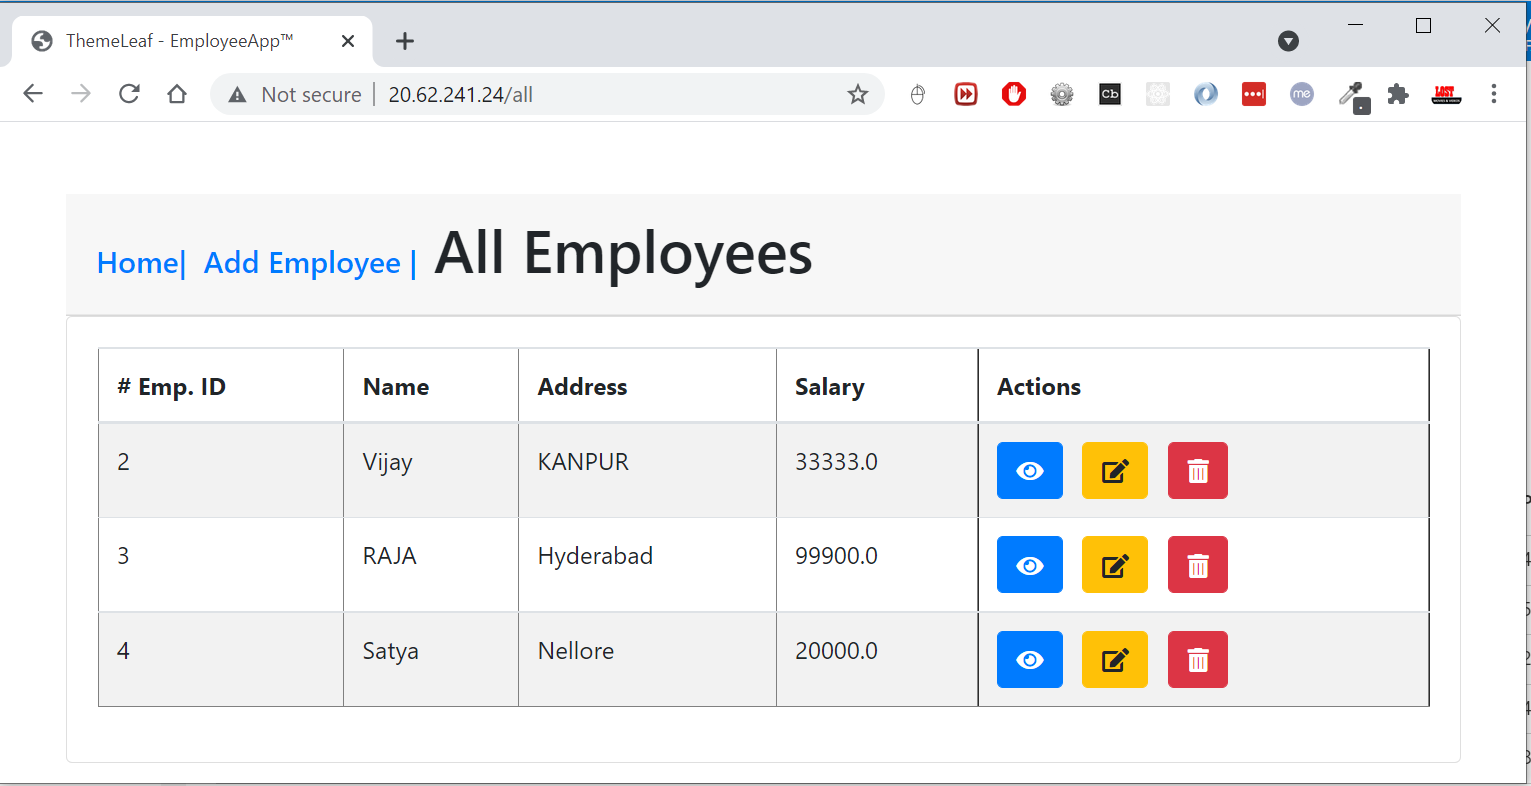 ThemeLeaf - EmployeeApp™
Not secure | 20.62.241.24/all
Cb
me
LOST
Home| Add Employee | All Employees
# Emp. ID Name Address Salary Actions
2 Vijay KANPUR 33333.0
3 RAJA Hyderabad 99900.0
4 Satya Nellore 20000.0